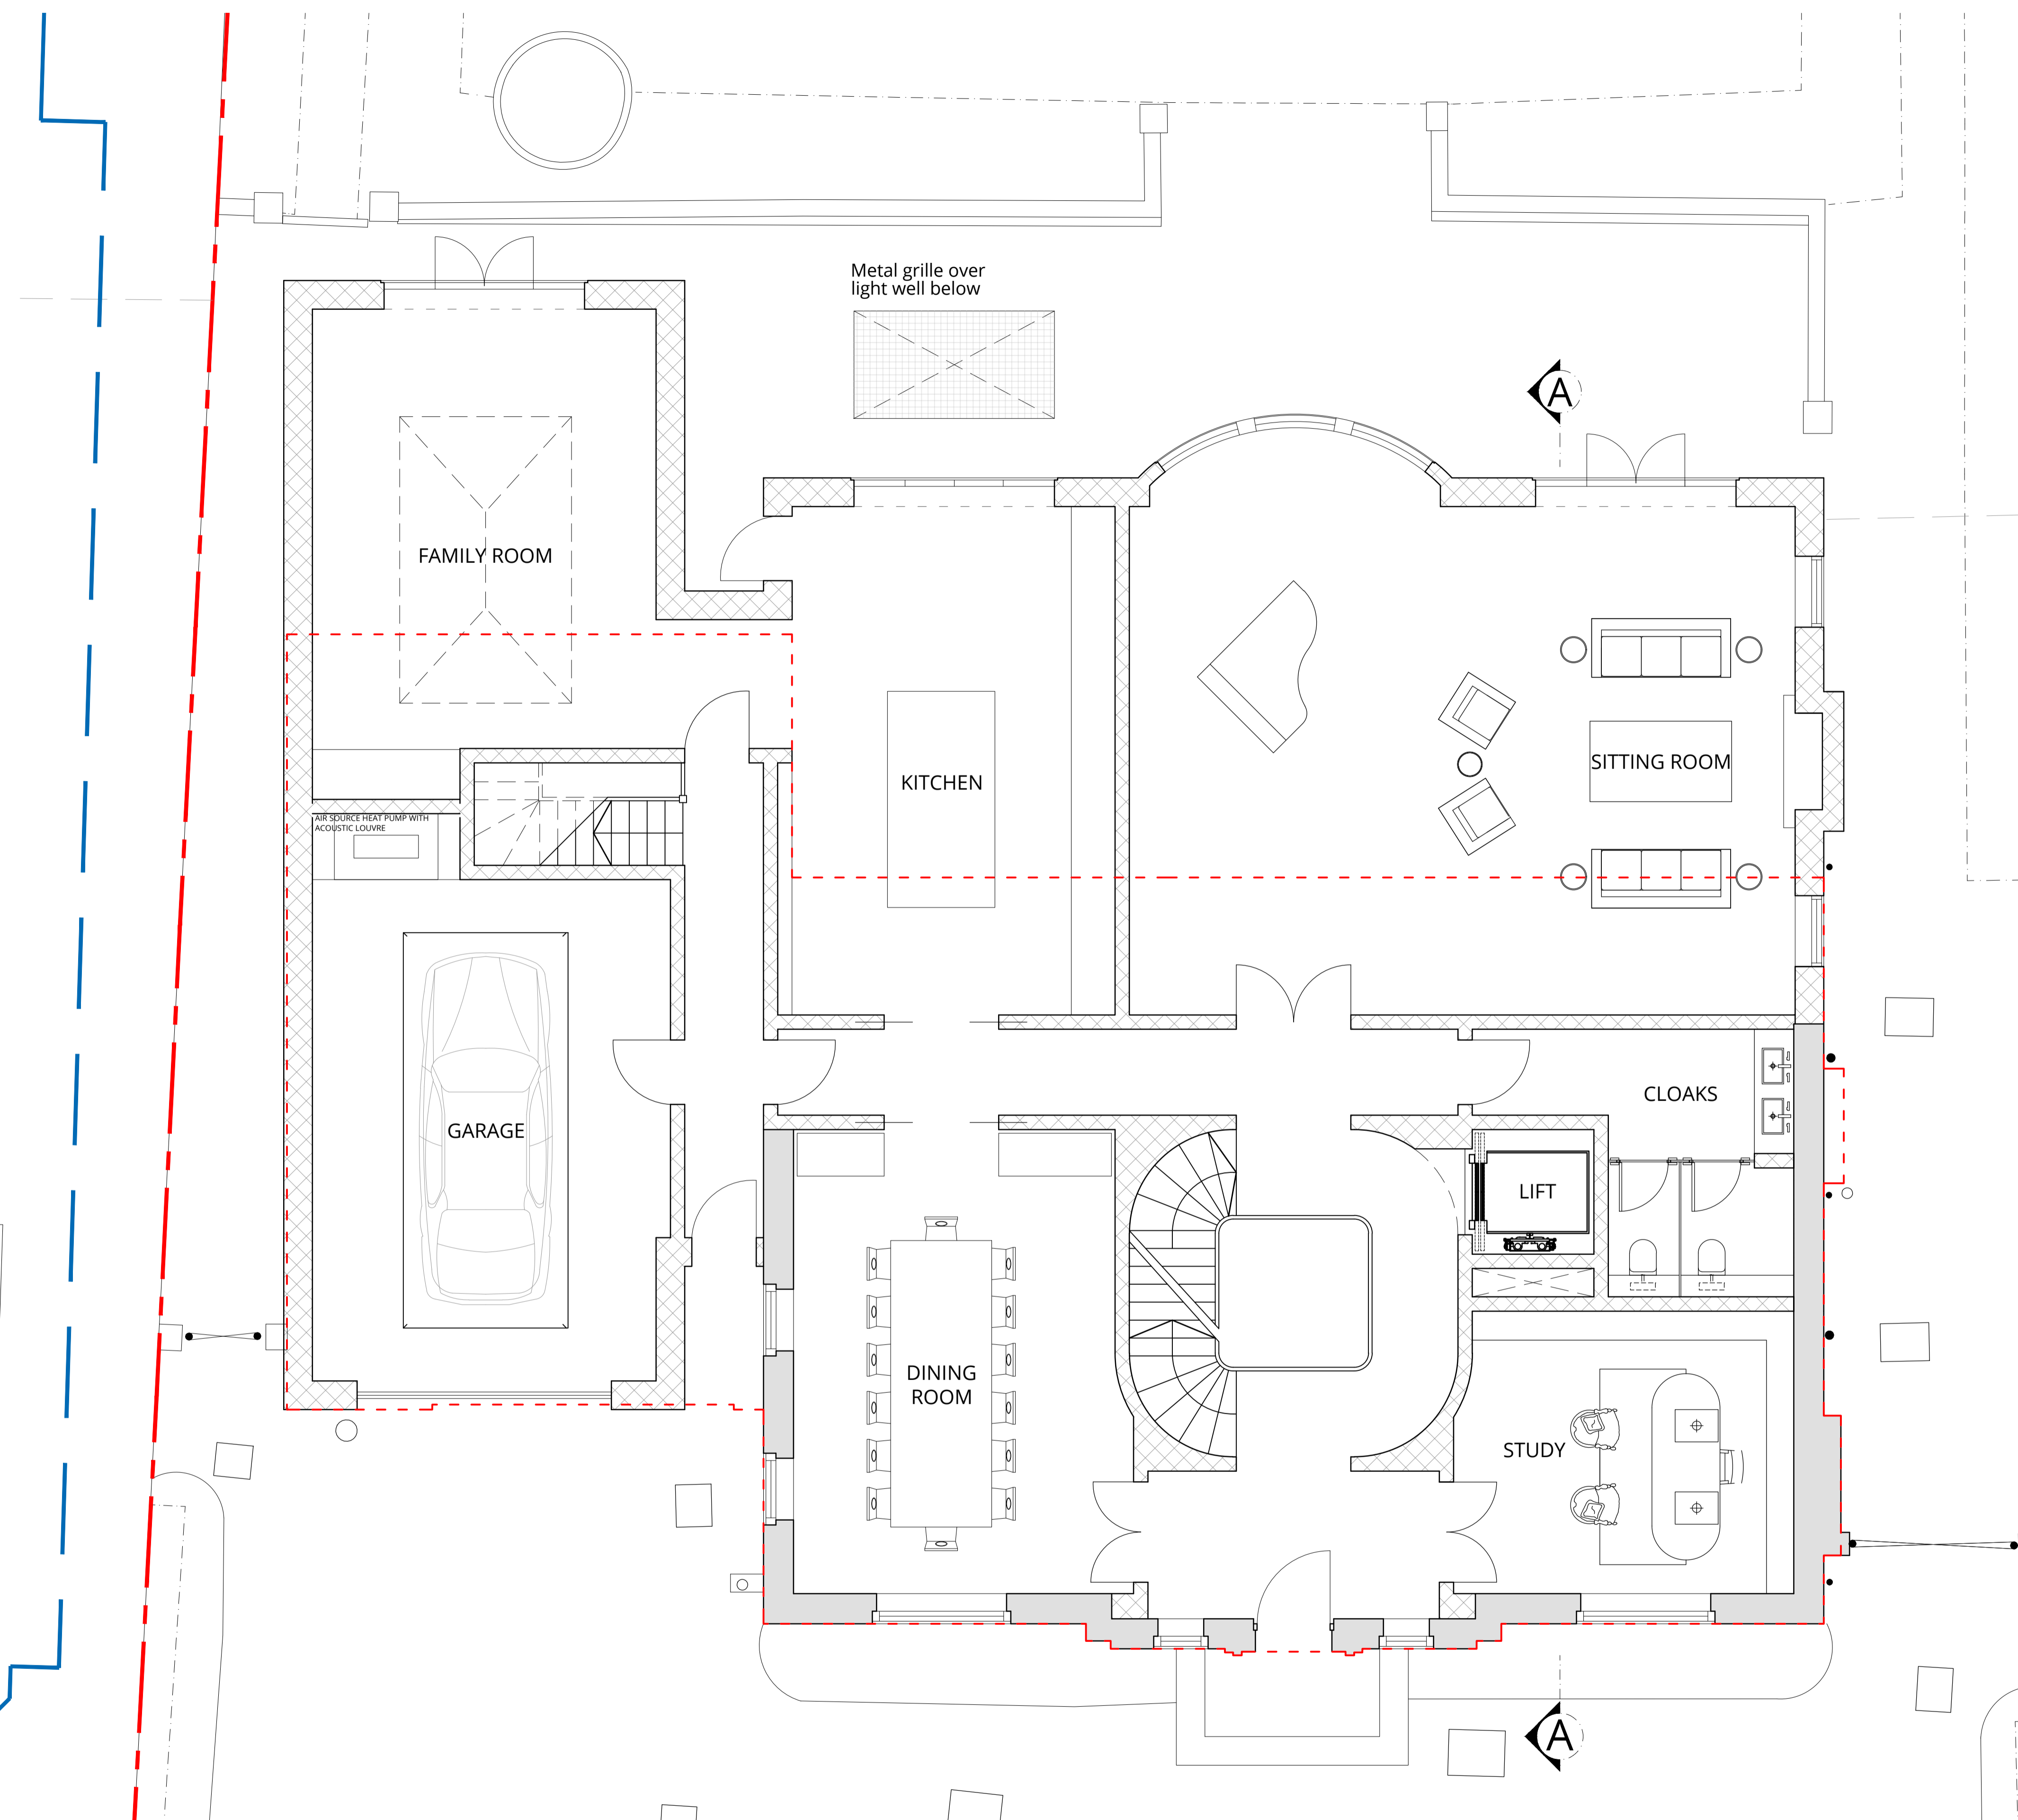 Metal grille over
light well below
A
FAMILY ROOM
KITCHEN
SITTING ROOM
AIR SOURCE HEAT PUMP WITH
ACOUSTIC LOUVRE
CLOAKS
GARAGE
LIFT
DINING
ROOM
STUDY
A